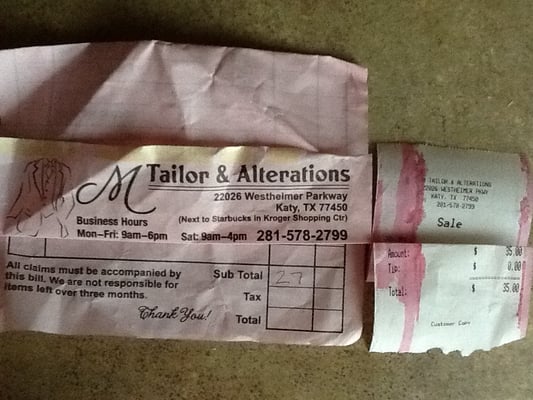 M Tailor & Alterations
22026 Westheimer Parkway
Katy, TX 77450
(Next to Starbucks in Kroger Shopping Ctr)
Business Hours
Mon–Fri: 9am–6pm Sat: 9am–4pm 281-578-2799
All claims must be accompanied by
this bill. We are not responsible for
items left over three months.
Thank You!
Sub Total 27
Tax
Total
TAILOR & ALTERATIONS
22026 WESTHEIMER PKWY
KATY, TX 77450
281-578-2799
Sale
Amount: $ 35.00
Tip: $ 0.00
Total: $ 35.00
Customer Copy